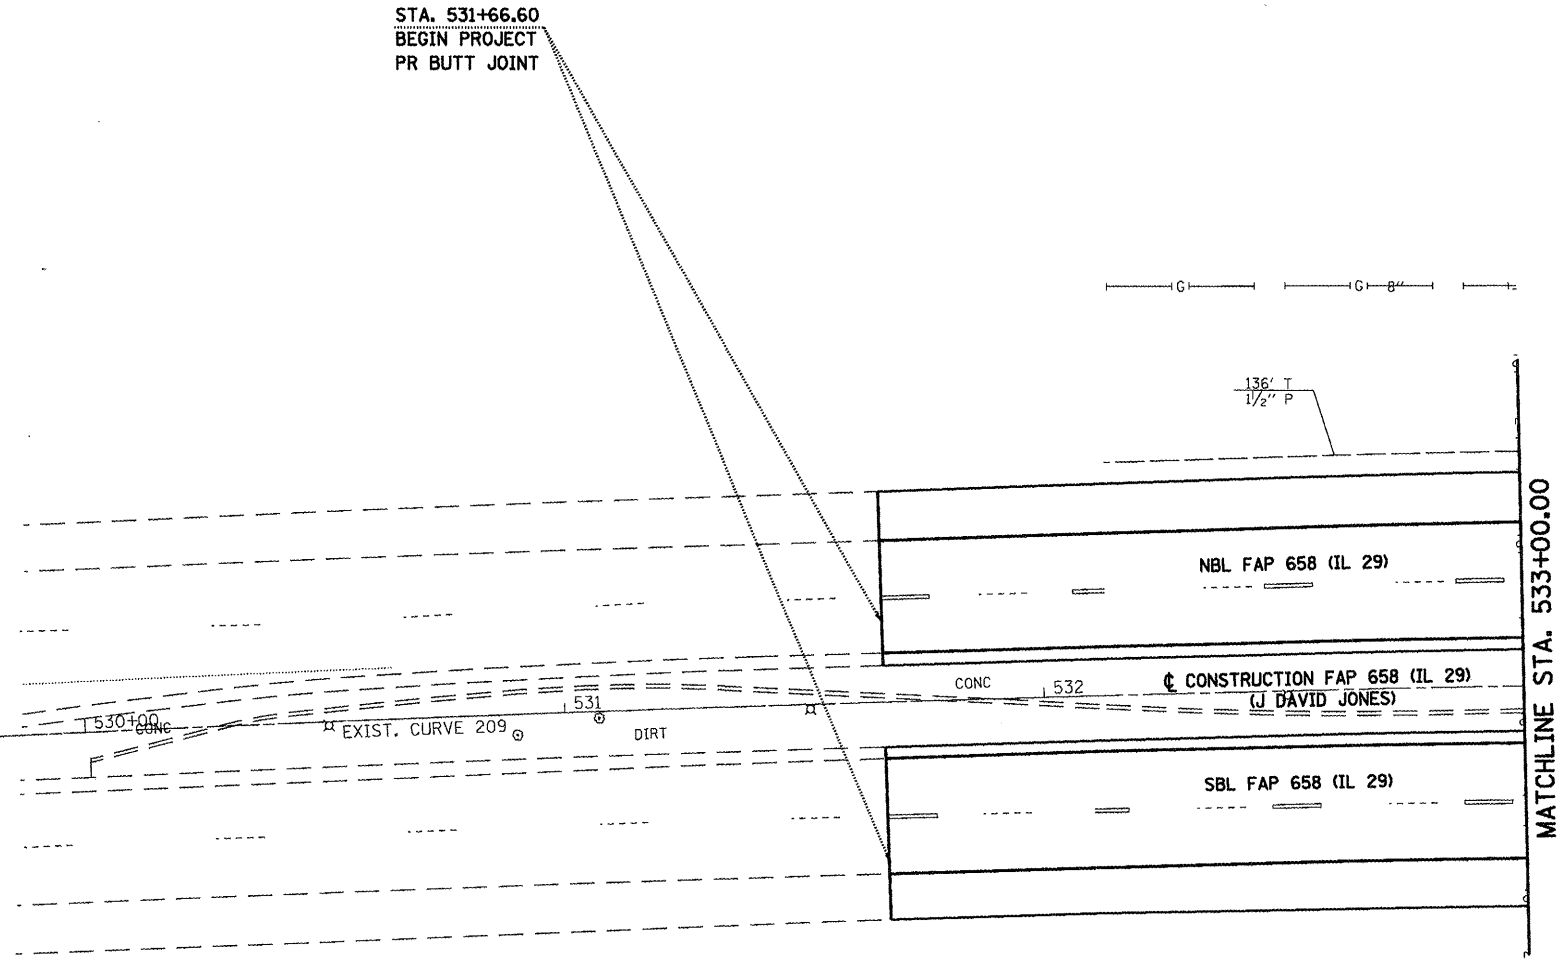 STA. 531+66.60
BEGIN PROJECT
PR BUTT JOINT
G
G 8"
136' T
1 1/2" P
NBL FAP 658 (IL 29)
CONC
532
℄ CONSTRUCTION FAP 658 (IL 29)
(J DAVID JONES)
530+00
CONC
EXIST. CURVE 209
531
DIRT
SBL FAP 658 (IL 29)
MATCHLINE STA. 533+00.00